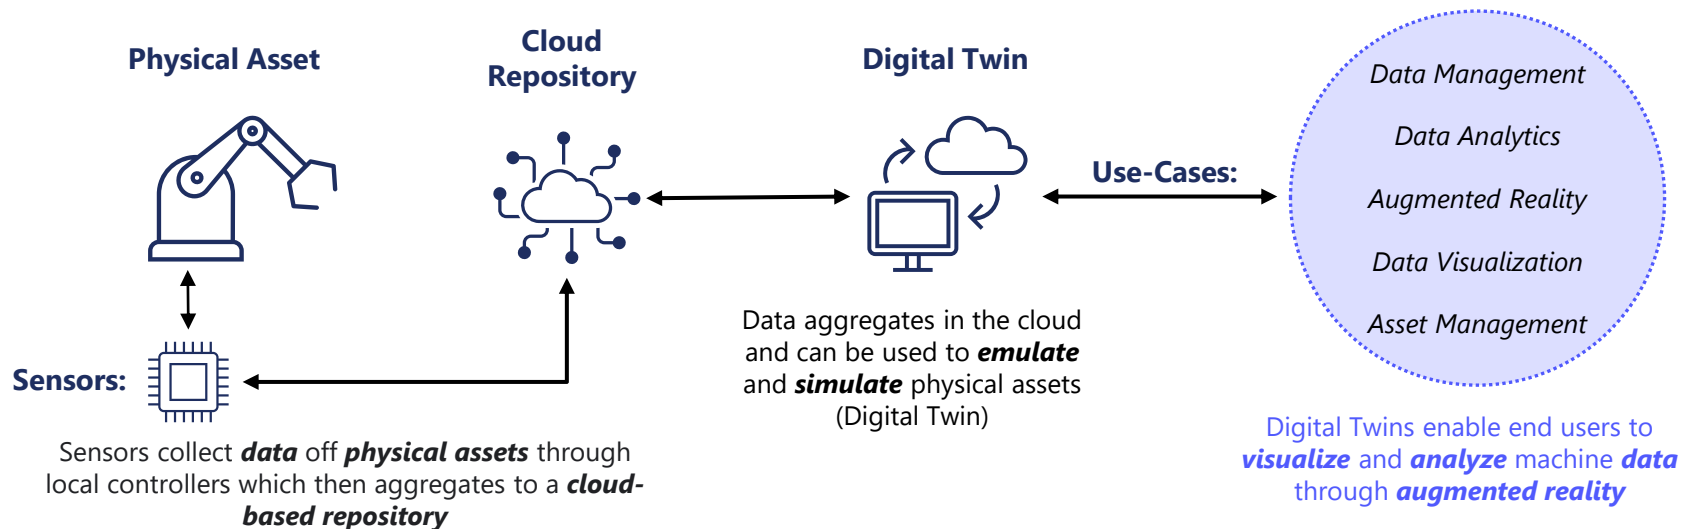 Physical Asset
Cloud
Repository
Digital Twin
Use-Cases:
Data Management
Data Analytics
Augmented Reality
Data Visualization
Asset Management
Sensors:
Sensors collect data off physical assets through
local controllers which then aggregates to a cloud-
based repository
Data aggregates in the cloud
and can be used to emulate
and simulate physical assets
(Digital Twin)
Digital Twins enable end users to
visualize and analyze machine data
through augmented reality